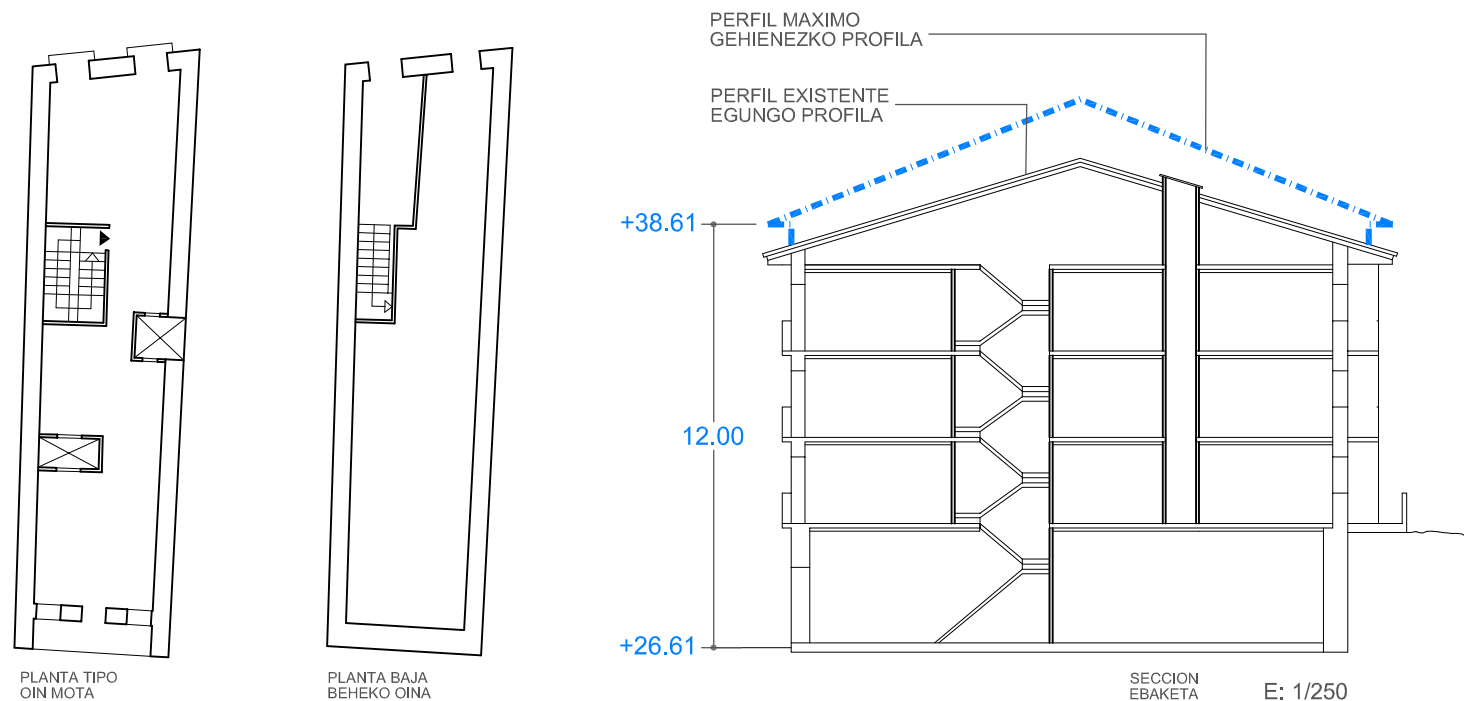 PERFIL MAXIMO
GEHIENEZKO PROFILA
PERFIL EXISTENTE
EGUNGO PROFILA
+38.61
12.00
+26.61
PLANTA TIPO
OIN MOTA
PLANTA BAJA
BEHEKO OINA
SECCION
EBAKETA
E: 1/250